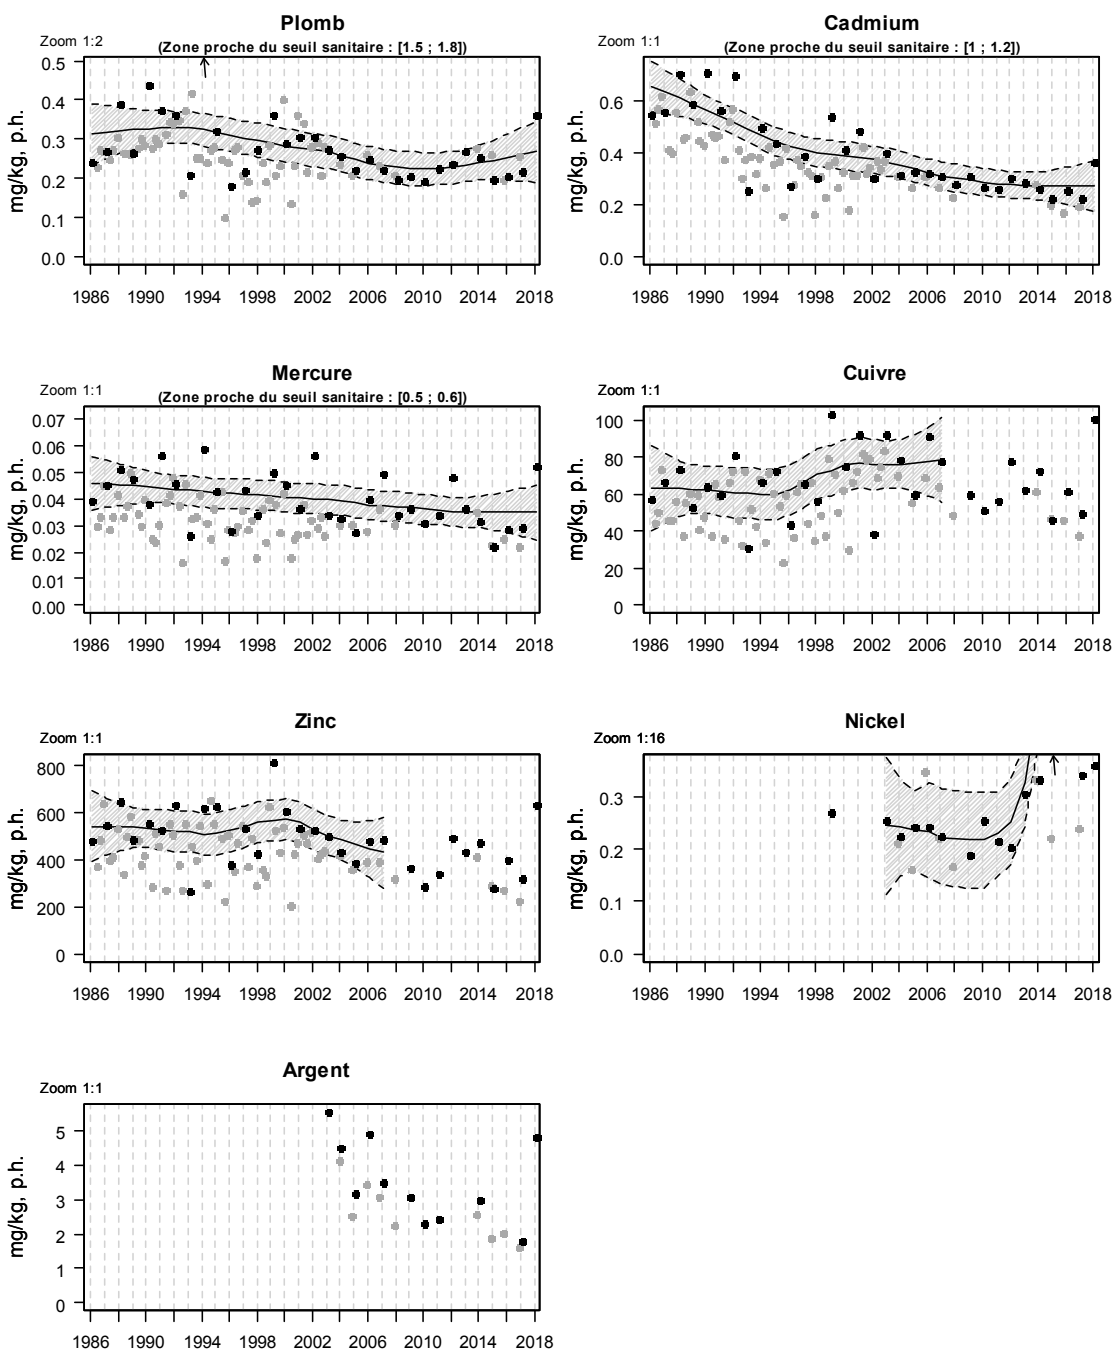 Plomb
Zoom 1:2
(Zone proche du seuil sanitaire : [1.5 ; 1.8])
mg/kg, p.h.
0.5
0.4
0.3
0.2
0.1
0.0
1986 1990 1994 1998 2002 2006 2010 2014 2018
Cadmium
Zoom 1:1
(Zone proche du seuil sanitaire : [1 ; 1.2])
mg/kg, p.h.
0.6
0.4
0.2
0.0
1986 1990 1994 1998 2002 2006 2010 2014 2018
Mercure
Zoom 1:1
(Zone proche du seuil sanitaire : [0.5 ; 0.6])
mg/kg, p.h.
0.07
0.06
0.05
0.04
0.03
0.02
0.01
0.00
1986 1990 1994 1998 2002 2006 2010 2014 2018
Cuivre
Zoom 1:1
mg/kg, p.h.
100
80
60
40
20
0
1986 1990 1994 1998 2002 2006 2010 2014 2018
Zinc
Zoom 1:1
mg/kg, p.h.
800
600
400
200
0
1986 1990 1994 1998 2002 2006 2010 2014 2018
Nickel
Zoom 1:16
mg/kg, p.h.
0.3
0.2
0.1
0.0
1986 1990 1994 1998 2002 2006 2010 2014 2018
Argent
Zoom 1:1
mg/kg, p.h.
5
4
3
2
1
0
1986 1990 1994 1998 2002 2006 2010 2014 2018